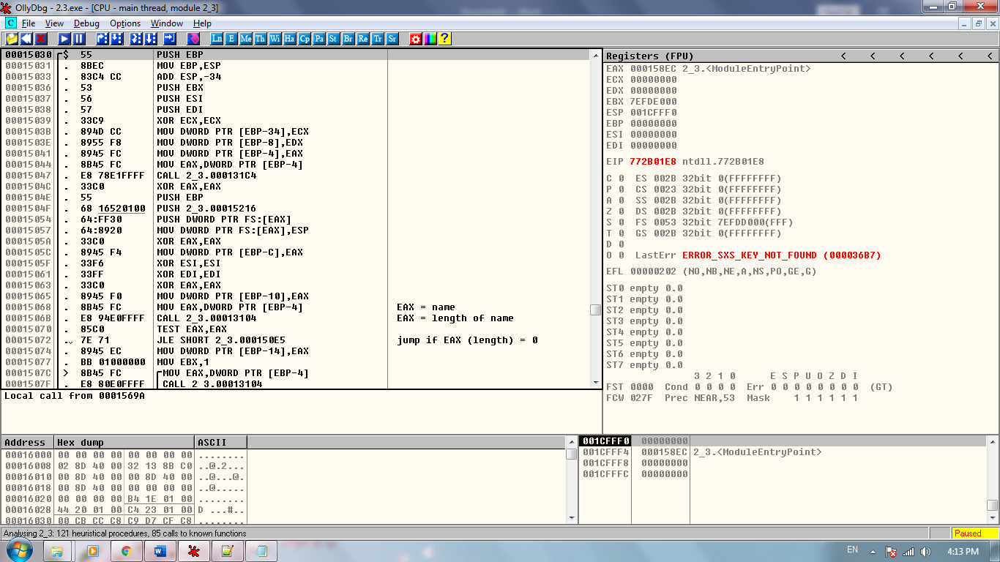 OllyDbg - 2.3.exe - [CPU - main thread, module 2_3]
C File View Debug Options Window Help
Ln E Me Th Wi Ha Cp Pa St Br Re Tr Sr ?
00015030 $ 55 PUSH EBP
00015031 . 8BEC MOV EBP,ESP
00015033 . 83C4 CC ADD ESP,-34
00015036 . 53 PUSH EBX
00015037 . 56 PUSH ESI
00015038 . 57 PUSH EDI
00015039 . 33C9 XOR ECX,ECX
0001503B . 894D CC MOV DWORD PTR [EBP-34],ECX
0001503E . 8955 F8 MOV DWORD PTR [EBP-8],EDX
00015041 . 8945 FC MOV DWORD PTR [EBP-4],EAX
00015044 . 8B45 FC MOV EAX,DWORD PTR [EBP-4]
00015047 . E8 78E1FFFF CALL 2_3.000131C4
0001504C . 33C0 XOR EAX,EAX
0001504E . 55 PUSH EBP
0001504F . 68 16520100 PUSH 2_3.00015216
00015054 . 64:FF30 PUSH DWORD PTR FS:[EAX]
00015057 . 64:8920 MOV DWORD PTR FS:[EAX],ESP
0001505A . 33C0 XOR EAX,EAX
0001505C . 8945 F4 MOV DWORD PTR [EBP-C],EAX
0001505F . 33F6 XOR ESI,ESI
00015061 . 33FF XOR EDI,EDI
00015063 . 33C0 XOR EAX,EAX
00015065 . 8945 F0 MOV DWORD PTR [EBP-10],EAX
00015068 . 8B45 FC MOV EAX,DWORD PTR [EBP-4] EAX = name
0001506B . E8 94E0FFFF CALL 2_3.00013104 EAX = length of name
00015070 . 85C0 TEST EAX,EAX
00015072 . 7E 71 JLE SHORT 2_3.000150E5 jump if EAX (length) = 0
00015074 . 8945 EC MOV DWORD PTR [EBP-14],EAX
00015077 . BB 01000000 MOV EBX,1
0001507C > 8B45 FC MOV EAX,DWORD PTR [EBP-4]
0001507F . E8 80E0FFFF CALL 2_3.00013104
Local call from 0001569A
Registers (FPU) < < < < < <
EAX 000158EC 2_3.<ModuleEntryPoint>
ECX 00000000
EDX 00000000
EBX 7EFDE000
ESP 001CFFF0
EBP 00000000
ESI 00000000
EDI 00000000
EIP 772B01E8 ntdll.772B01E8
C 0 ES 002B 32bit 0(FFFFFFFF)
P 0 CS 0023 32bit 0(FFFFFFFF)
A 0 SS 002B 32bit 0(FFFFFFFF)
Z 0 DS 002B 32bit 0(FFFFFFFF)
S 0 FS 0053 32bit 7EFDD000(FFF)
T 0 GS 002B 32bit 0(FFFFFFFF)
D 0
O 0 LastErr ERROR_SXS_KEY_NOT_FOUND (000036B7)
EFL 00000202 (NO,NB,NE,A,NS,PO,GE,G)
ST0 empty 0.0
ST1 empty 0.0
ST2 empty 0.0
ST3 empty 0.0
ST4 empty 0.0
ST5 empty 0.0
ST6 empty 0.0
ST7 empty 0.0
3 2 1 0 E S P U O Z D I
FST 0000 Cond 0 0 0 0 Err 0 0 0 0 0 0 0 0 (GT)
FCW 027F Prec NEAR,53 Mask 1 1 1 1 1 1
Address Hex dump ASCII
00016000 00 00 00 00 00 00 00 00 ........
00016008 02 8D 40 00 32 13 8B C0 ..@.2...
00016010 00 8D 40 00 00 8D 40 00 ..@...@.
00016018 00 8D 40 00 00 00 00 00 ..@.....
00016020 00 00 00 00 B4 1E 01 00 ........
00016028 44 20 01 00 C4 23 01 00 D ...#..
00016030 00 CB CC C8 C9 D7 CF C8 ........
001CFFF0 00000000
001CFFF4 000158EC 2_3.<ModuleEntryPoint>
001CFFF8 00000000
001CFFFC 00000000
Analysing 2_3: 121 heuristical procedures, 85 calls to known functions Paused
EN 4:13 PM